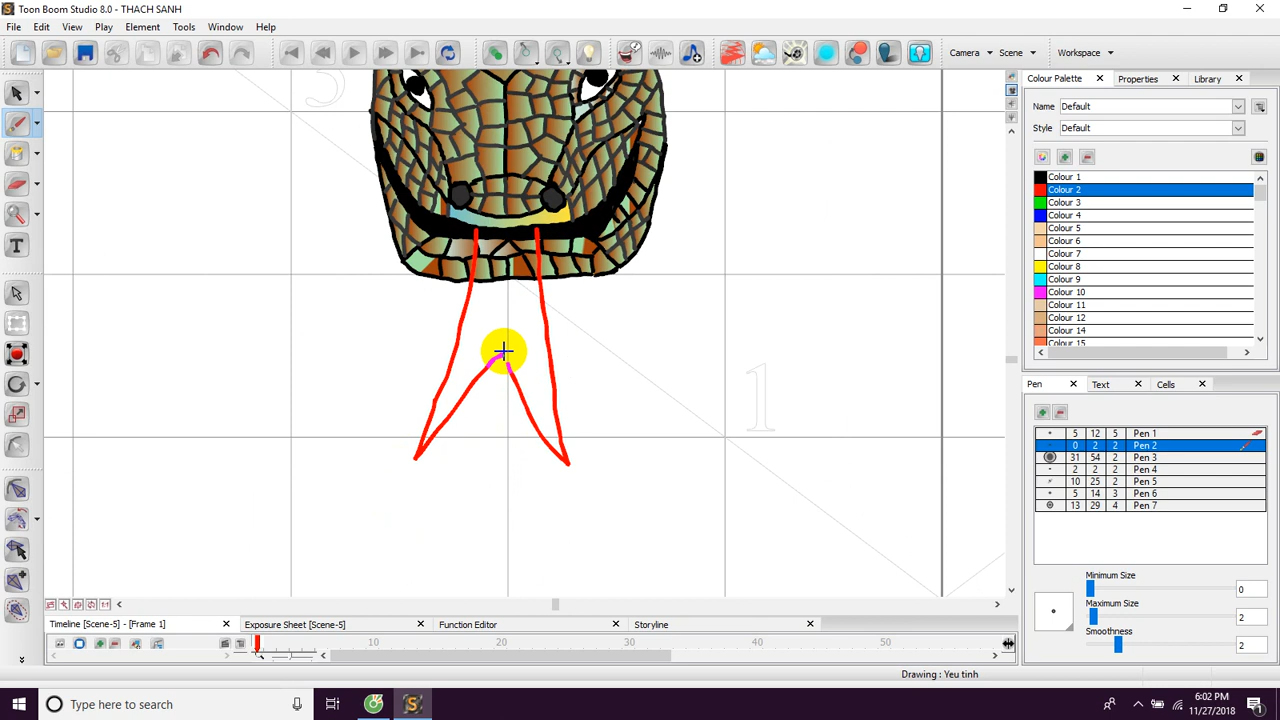 Toon Boom Studio 8.0 - THACH SANH
File Edit View Play Element Tools Window Help
Camera Scene Workspace
Colour Palette Properties Library
Name Default
Style Default
Colour 1
Colour 2
Colour 3
Colour 4
Colour 5
Colour 6
Colour 7
Colour 8
Colour 9
Colour 10
Colour 11
Colour 12
Colour 14
Colour 15
3
1
Pen Text Cells
5 12 5 Pen 1
0 2 2 Pen 2
31 54 2 Pen 3
2 2 2 Pen 4
10 25 2 Pen 5
5 14 3 Pen 6
13 29 4 Pen 7
Minimum Size
0
Maximum Size
2
Smoothness
2
Timeline [Scene-5] - [Frame 1] Exposure Sheet [Scene-5] Function Editor Storyline
10 20 30 40 50
Drawing : Yeu tinh
Type here to search
6:02 PM
11/27/2018